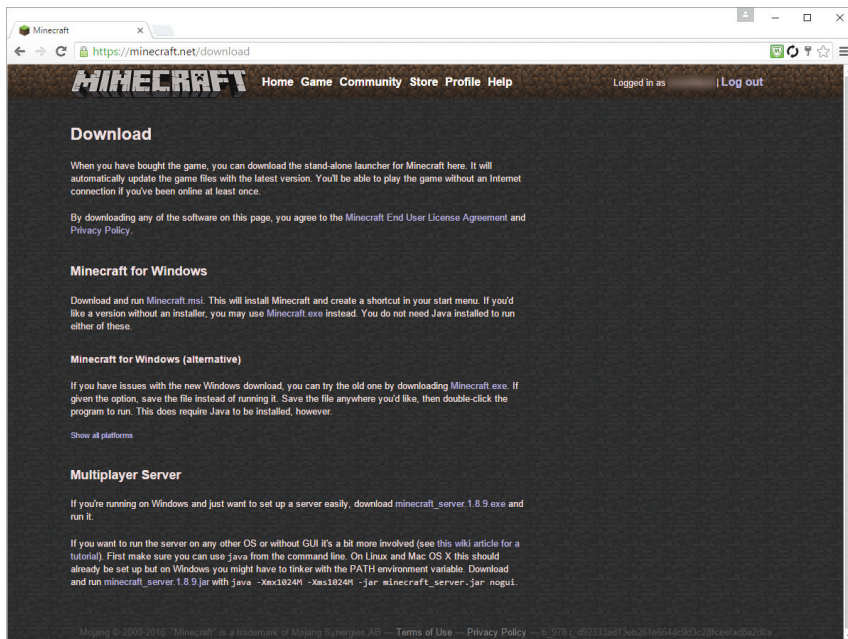 Minecraft
https://minecraft.net/download
MINECRAFT
Home Game Community Store Profile Help
Logged in as | Log out
Download
When you have bought the game, you can download the stand-alone launcher for Minecraft here. It will
automatically update the game files with the latest version. You'll be able to play the game without an Internet
connection if you've been online at least once.
By downloading any of the software on this page, you agree to the Minecraft End User License Agreement and
Privacy Policy.
Minecraft for Windows
Download and run Minecraft.msi. This will install Minecraft and create a shortcut in your start menu. If you'd
like a version without an installer, you may use Minecraft.exe instead. You do not need Java installed to run
either of these.
Minecraft for Windows (alternative)
If you have issues with the new Windows download, you can try the old one by downloading Minecraft.exe. If
given the option, save the file instead of running it. Save the file anywhere you'd like, then double-click the
program to run. This does require Java to be installed, however.
Show all platforms
Multiplayer Server
If you're running on Windows and just want to set up a server easily, download minecraft_server.1.8.9.exe and
run it.
If you want to run the server on any other OS or without GUI it's a bit more involved (see this wiki article for a
tutorial). First make sure you can use java from the command line. On Linux and Mac OS X this should
already be set up but on Windows you might have to tinker with the PATH environment variable. Download
and run minecraft_server.1.8.9.jar with java -Xmx1024M -Xms1024M -jar minecraft_server.jar nogui.
Mojang © 2009-2016. "Minecraft" is a trademark of Mojang Synergies AB — Terms of Use — Privacy Policy —